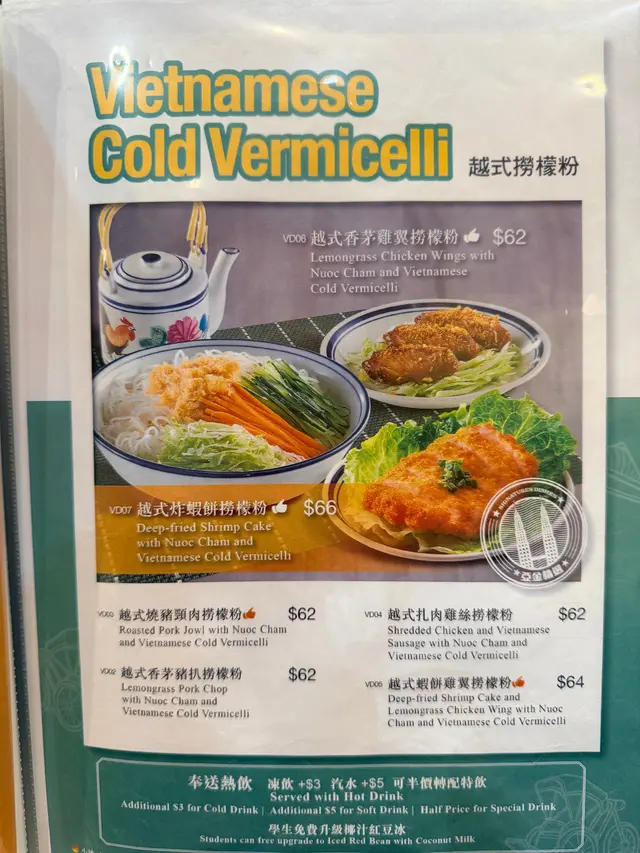 Vietnamese
Cold Vermicelli 越式撈檬粉
VD06 越式香茅雞翼撈檬粉 $62
Lemongrass Chicken Wings with
Nuoc Cham and Vietnamese
Cold Vermicelli
VD07 越式炸蝦餅撈檬粉 $66
Deep-fried Shrimp Cake
with Nuoc Cham and
Vietnamese Cold Vermicelli
SIGNATURES DISHES
VD03 越式燒豬頸肉撈檬粉 $62
Roasted Pork Jowl with Nuoc Cham
and Vietnamese Cold Vermicelli
VD04 越式扎肉雞絲撈檬粉 $62
Shredded Chicken and Vietnamese
Sausage with Nuoc Cham and
Vietnamese Cold Vermicelli
VD02 越式香茅豬扒撈檬粉 $62
Lemongrass Pork Chop
with Nuoc Cham and
Vietnamese Cold Vermicelli
VD05 越式蝦餅雞翼撈檬粉 $64
Deep-fried Shrimp Cake and
Lemongrass Chicken Wing with Nuoc
Cham and Vietnamese Cold Vermicelli
奉送熱飲 凍飲 +$3 汽水 +$5 可半價轉配特飲
Served with Hot Drink
Additional $3 for Cold Drink | Additional $5 for Soft Drink | Half Price for Special Drink
學生免費升級椰汁紅豆冰
Students can free upgrade to Iced Red Bean with Coconut Milk